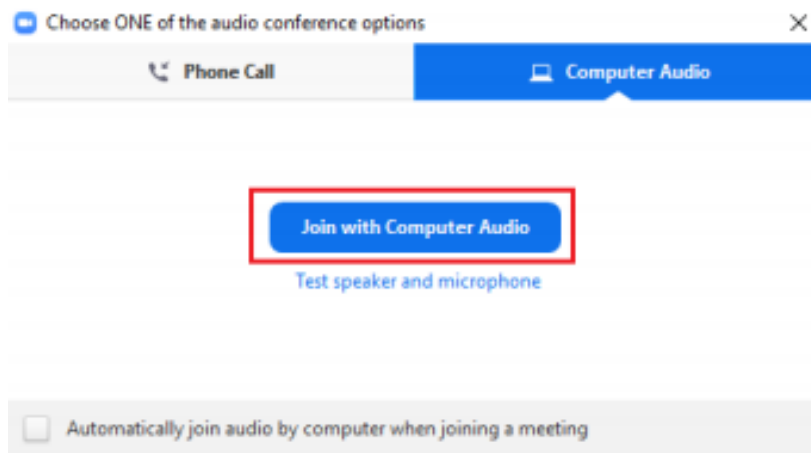 Choose ONE of the audio conference options
Phone Call
Computer Audio
Join with Computer Audio
Test speaker and microphone
Automatically join audio by computer when joining a meeting